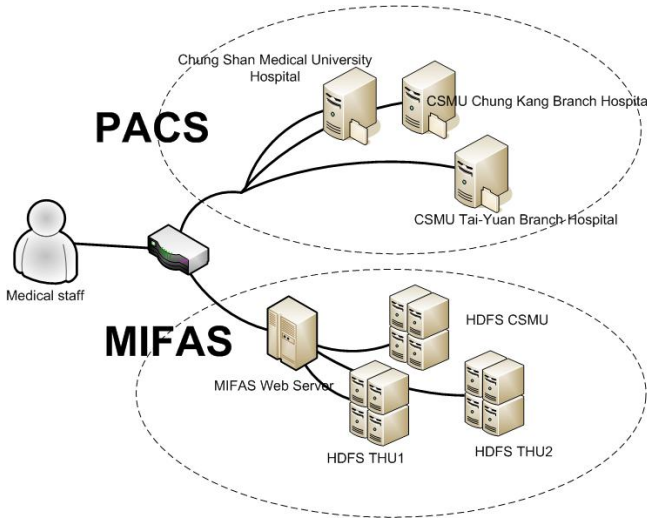 Chung Shan Medical University
Hospital
CSMU Chung Kang Branch Hospital
PACS
CSMU Tai-Yuan Branch Hospital
Medical staff
MIFAS
HDFS CSMU
MIFAS Web Server
HDFS THU1
HDFS THU2